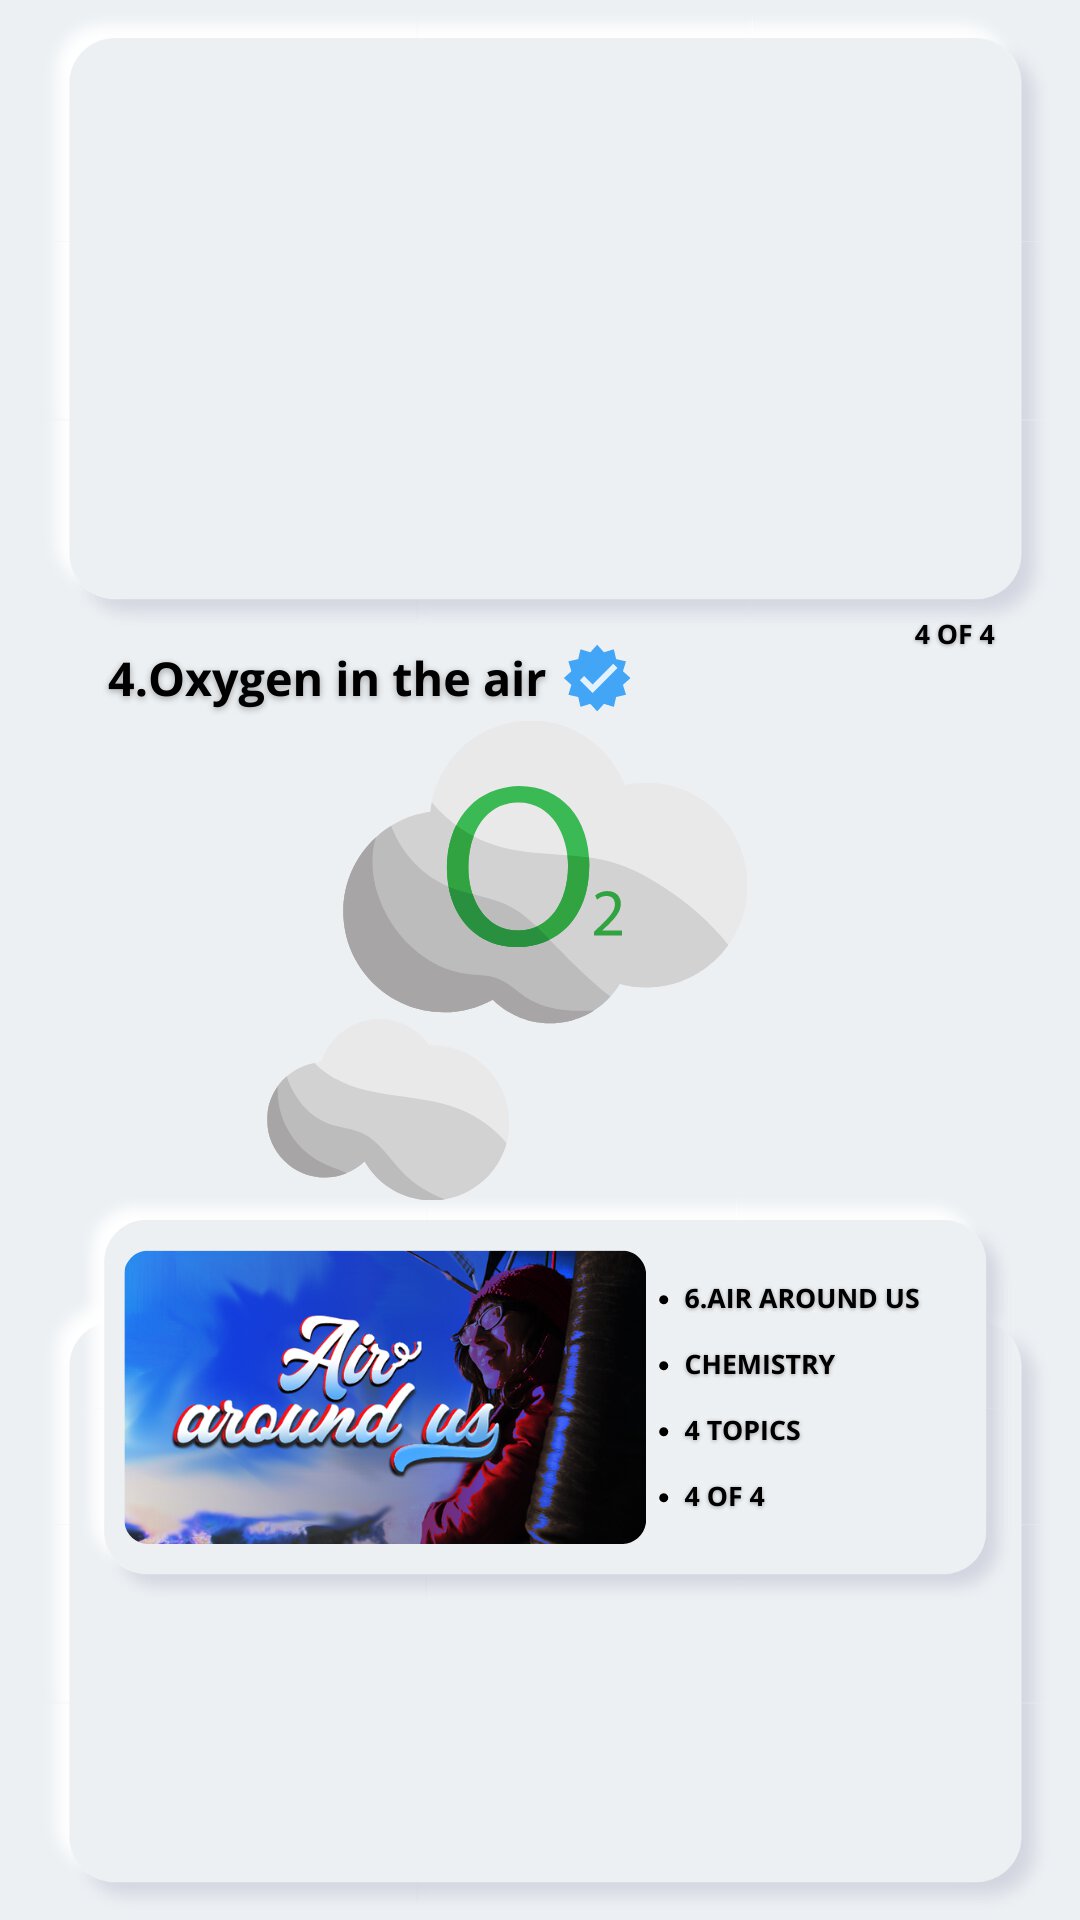 4 OF 4
4.Oxygen in the air
O2
Air
around us
• 6.AIR AROUND US
• CHEMISTRY
• 4 TOPICS
• 4 OF 4